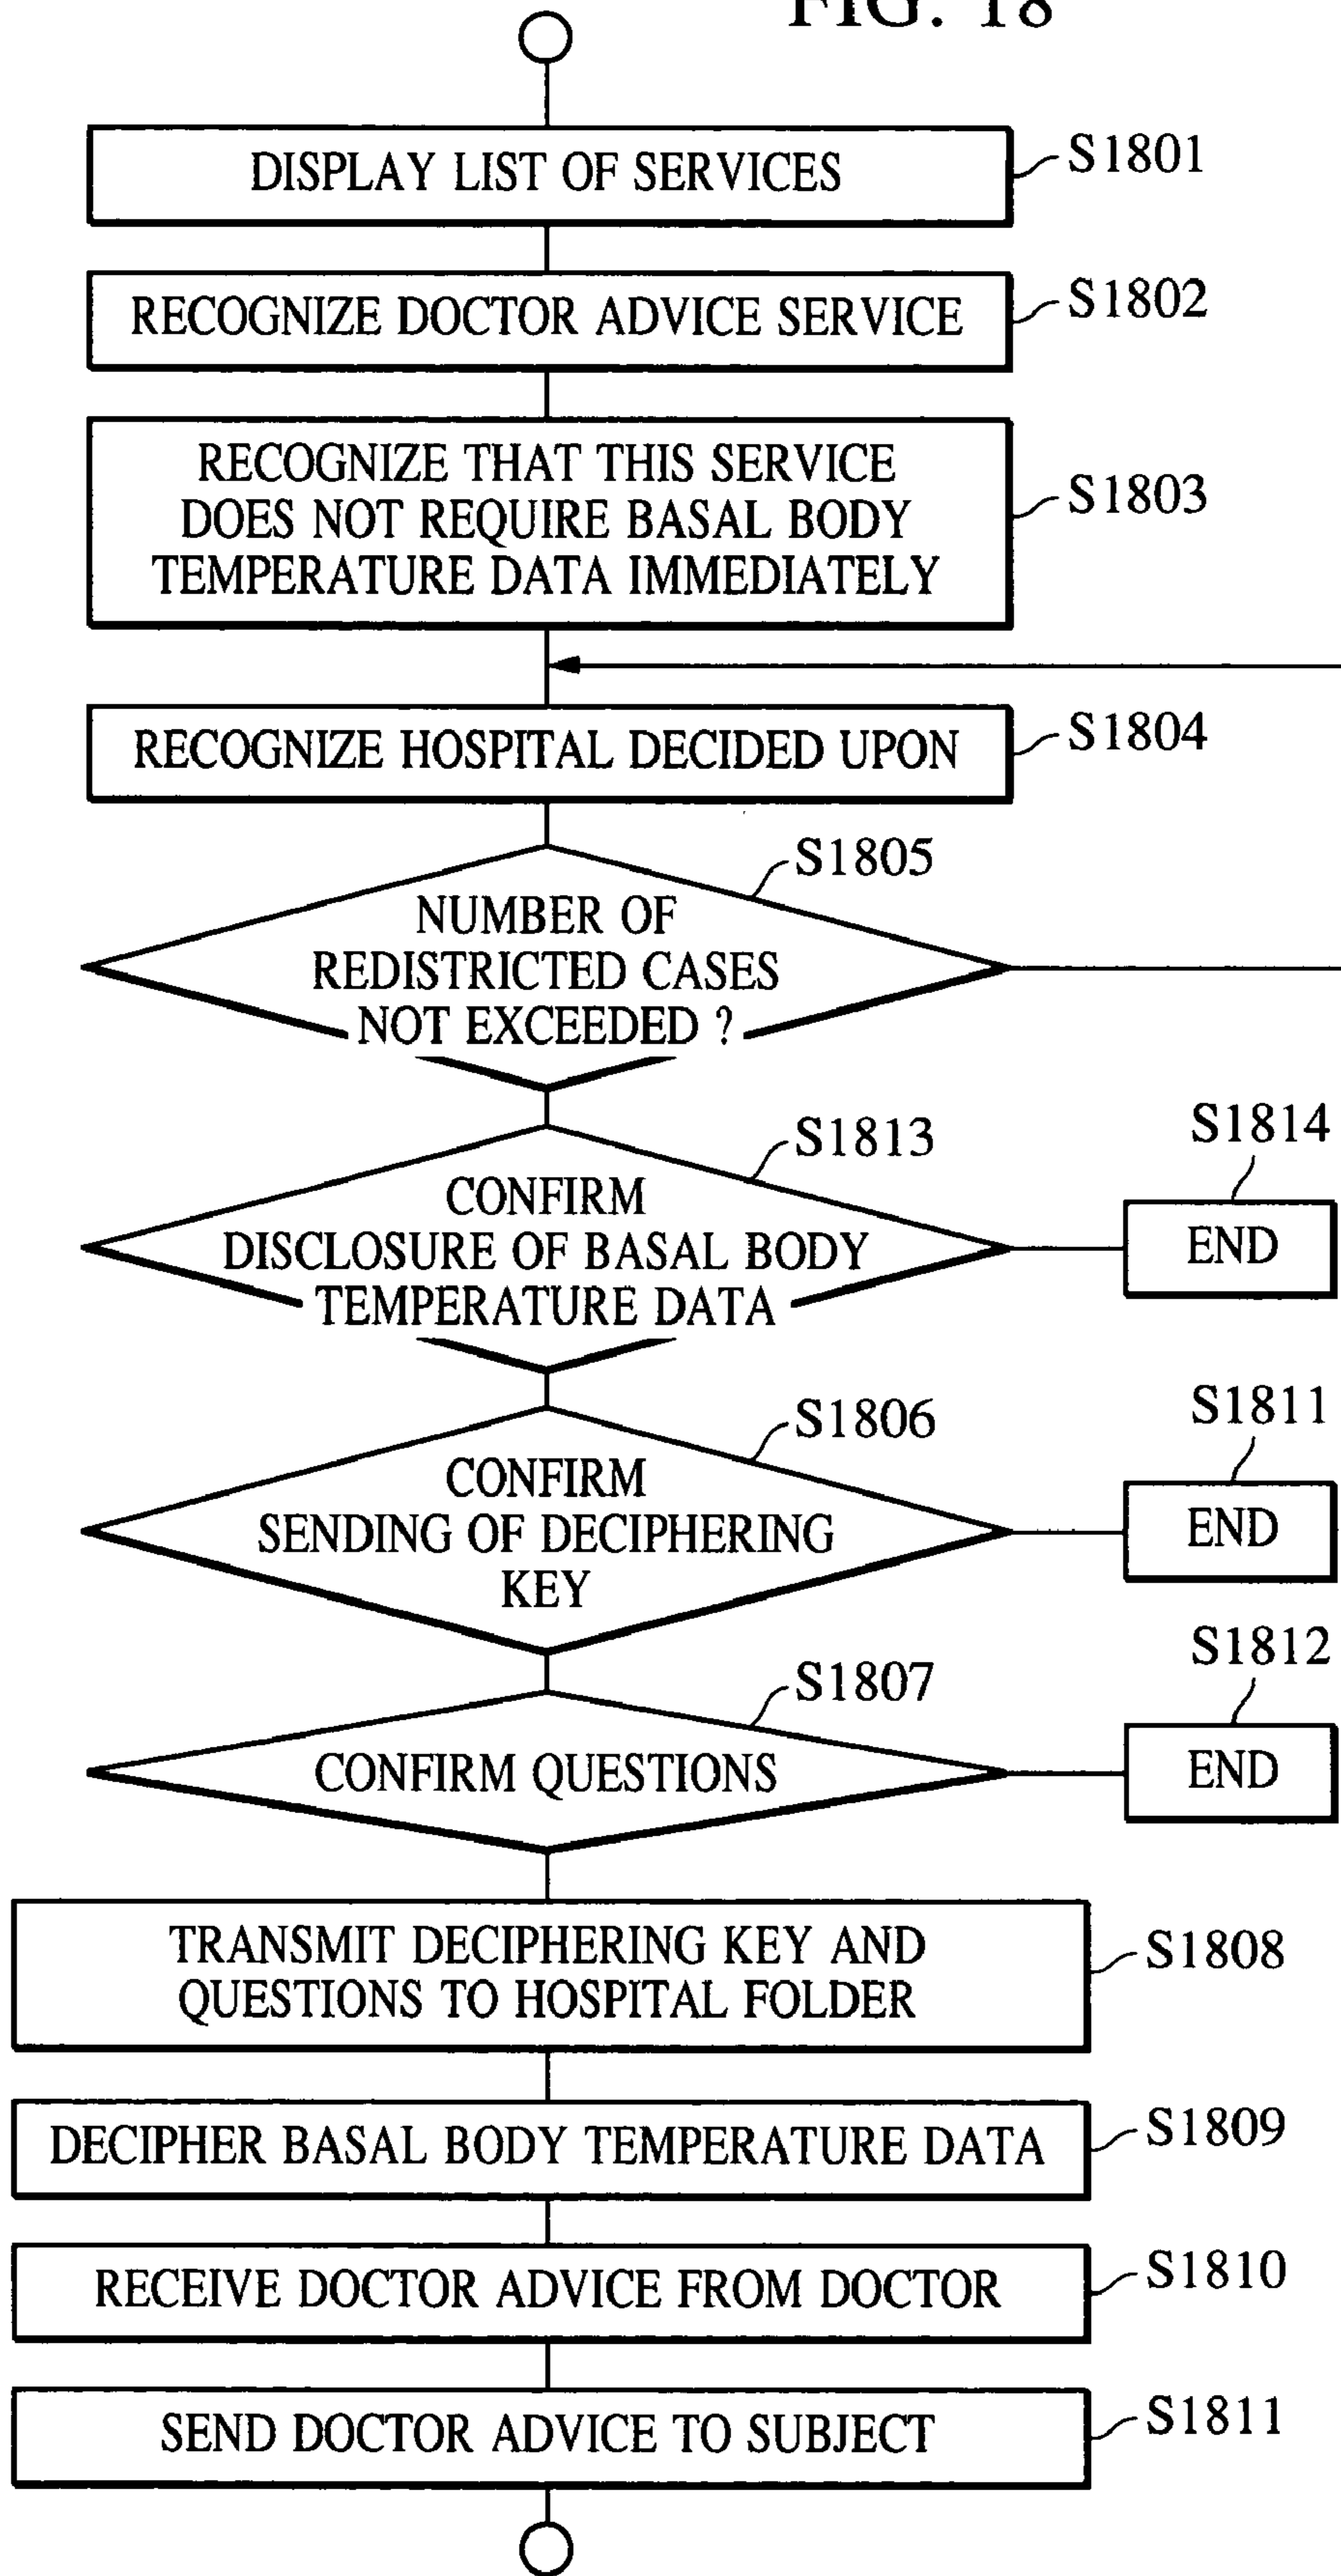 FIG. 18
DISPLAY LIST OF SERVICES
S1801
RECOGNIZE DOCTOR ADVICE SERVICE
S1802
RECOGNIZE THAT THIS SERVICE
DOES NOT REQUIRE BASAL BODY
TEMPERATURE DATA IMMEDIATELY
S1803
RECOGNIZE HOSPITAL DECIDED UPON
S1804
S1805
NUMBER OF
REDISTRICTED CASES
NOT EXCEEDED ?
S1813
CONFIRM
DISCLOSURE OF BASAL BODY
TEMPERATURE DATA
S1814
END
S1806
CONFIRM
SENDING OF DECIPHERING
KEY
S1811
END
S1807
CONFIRM QUESTIONS
S1812
END
TRANSMIT DECIPHERING KEY AND
QUESTIONS TO HOSPITAL FOLDER
S1808
DECIPHER BASAL BODY TEMPERATURE DATA
S1809
RECEIVE DOCTOR ADVICE FROM DOCTOR
S1810
SEND DOCTOR ADVICE TO SUBJECT
S1811